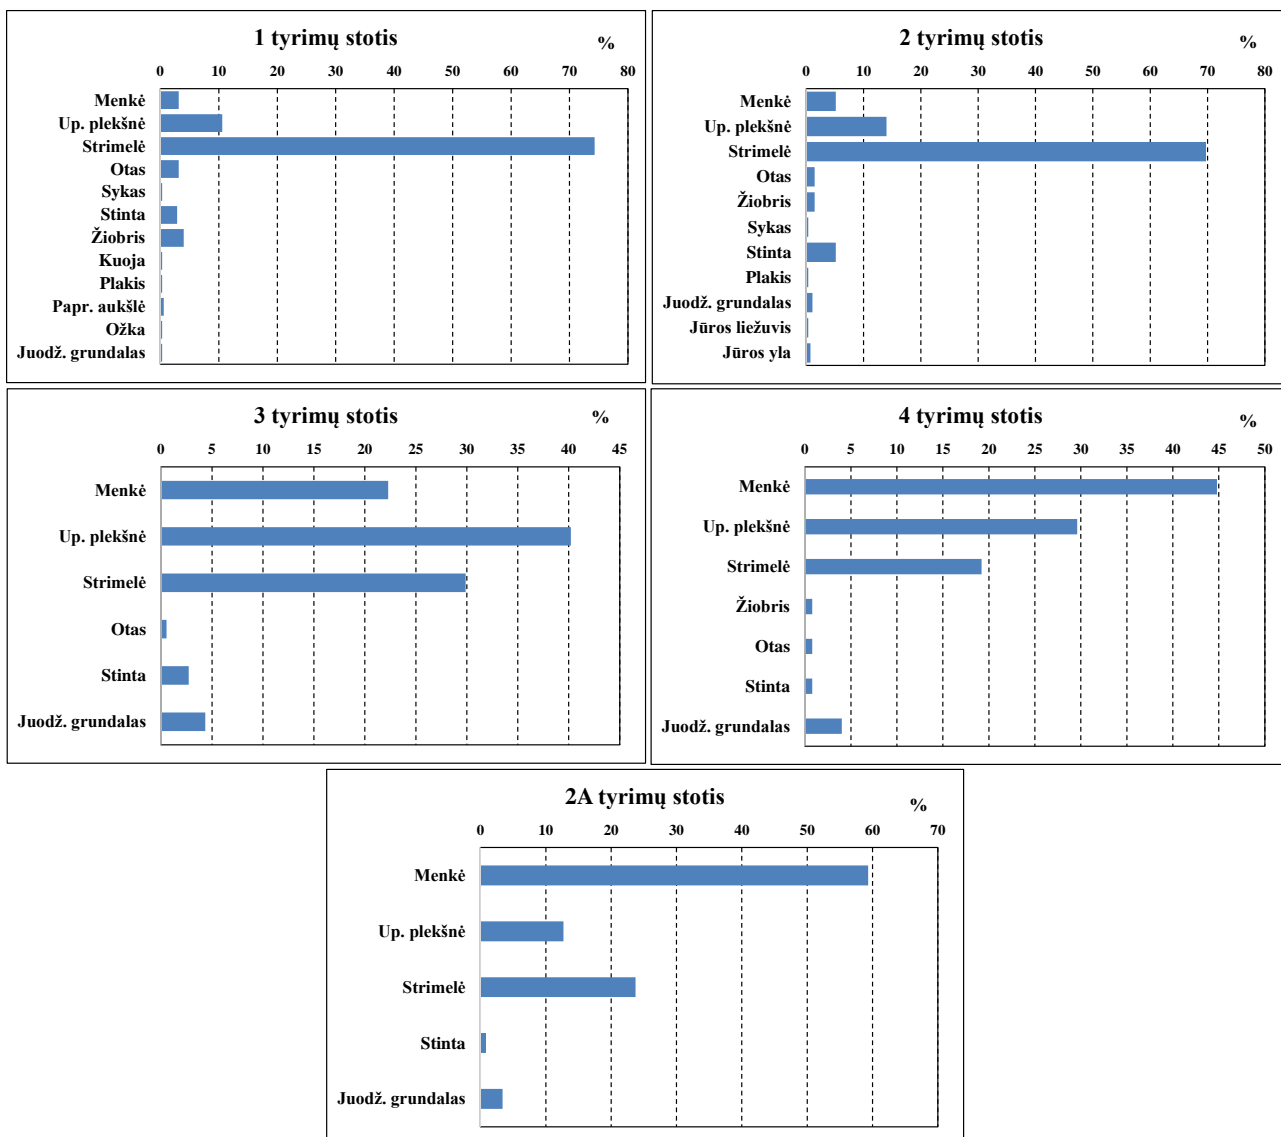 1 tyrimų stotis
%
0 10 20 30 40 50 60 70 80
Menkė
Up. plekšnė
Strimelė
Otas
Sykas
Stinta
Žiobris
Kuoja
Plakis
Papr. aukšlė
Ožka
Juodž. grundalas
2 tyrimų stotis
%
0 10 20 30 40 50 60 70 80
Menkė
Up. plekšnė
Strimelė
Otas
Žiobris
Sykas
Stinta
Plakis
Juodž. grundalas
Jūros liežuvis
Jūros yla
3 tyrimų stotis
%
0 5 10 15 20 25 30 35 40 45
Menkė
Up. plekšnė
Strimelė
Otas
Stinta
Juodž. grundalas
4 tyrimų stotis
%
0 5 10 15 20 25 30 35 40 45 50
Menkė
Up. plekšnė
Strimelė
Žiobris
Otas
Stinta
Juodž. grundalas
2A tyrimų stotis
%
0 10 20 30 40 50 60 70
Menkė
Up. plekšnė
Strimelė
Stinta
Juodž. grundalas